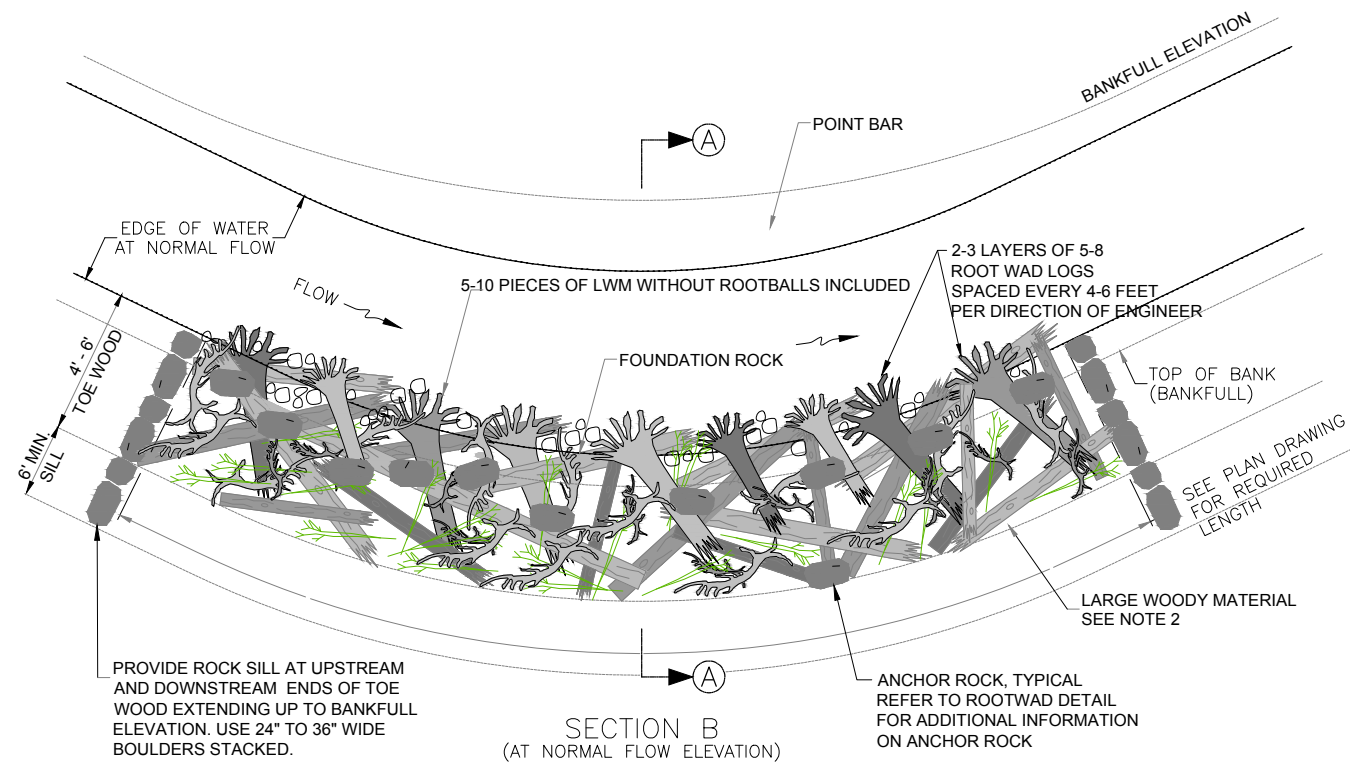 BANKFULL ELEVATION
A
POINT BAR
EDGE OF WATER
AT NORMAL FLOW
FLOW
5-10 PIECES OF LWM WITHOUT ROOTBALLS INCLUDED
2-3 LAYERS OF 5-8
ROOT WAD LOGS
SPACED EVERY 4-6 FEET
PER DIRECTION OF ENGINEER
FOUNDATION ROCK
4' - 6'
TOE WOOD
6' MIN
SILL
TOP OF BANK
(BANKFULL)
SEE PLAN DRAWING
FOR REQUIRED
LENGTH
LARGE WOODY MATERIAL
SEE NOTE 2
PROVIDE ROCK SILL AT UPSTREAM
AND DOWNSTREAM ENDS OF TOE
WOOD EXTENDING UP TO BANKFULL
ELEVATION. USE 24" TO 36" WIDE
BOULDERS STACKED.
A
ANCHOR ROCK, TYPICAL
REFER TO ROOTWAD DETAIL
FOR ADDITIONAL INFORMATION
ON ANCHOR ROCK
SECTION B
(AT NORMAL FLOW ELEVATION)